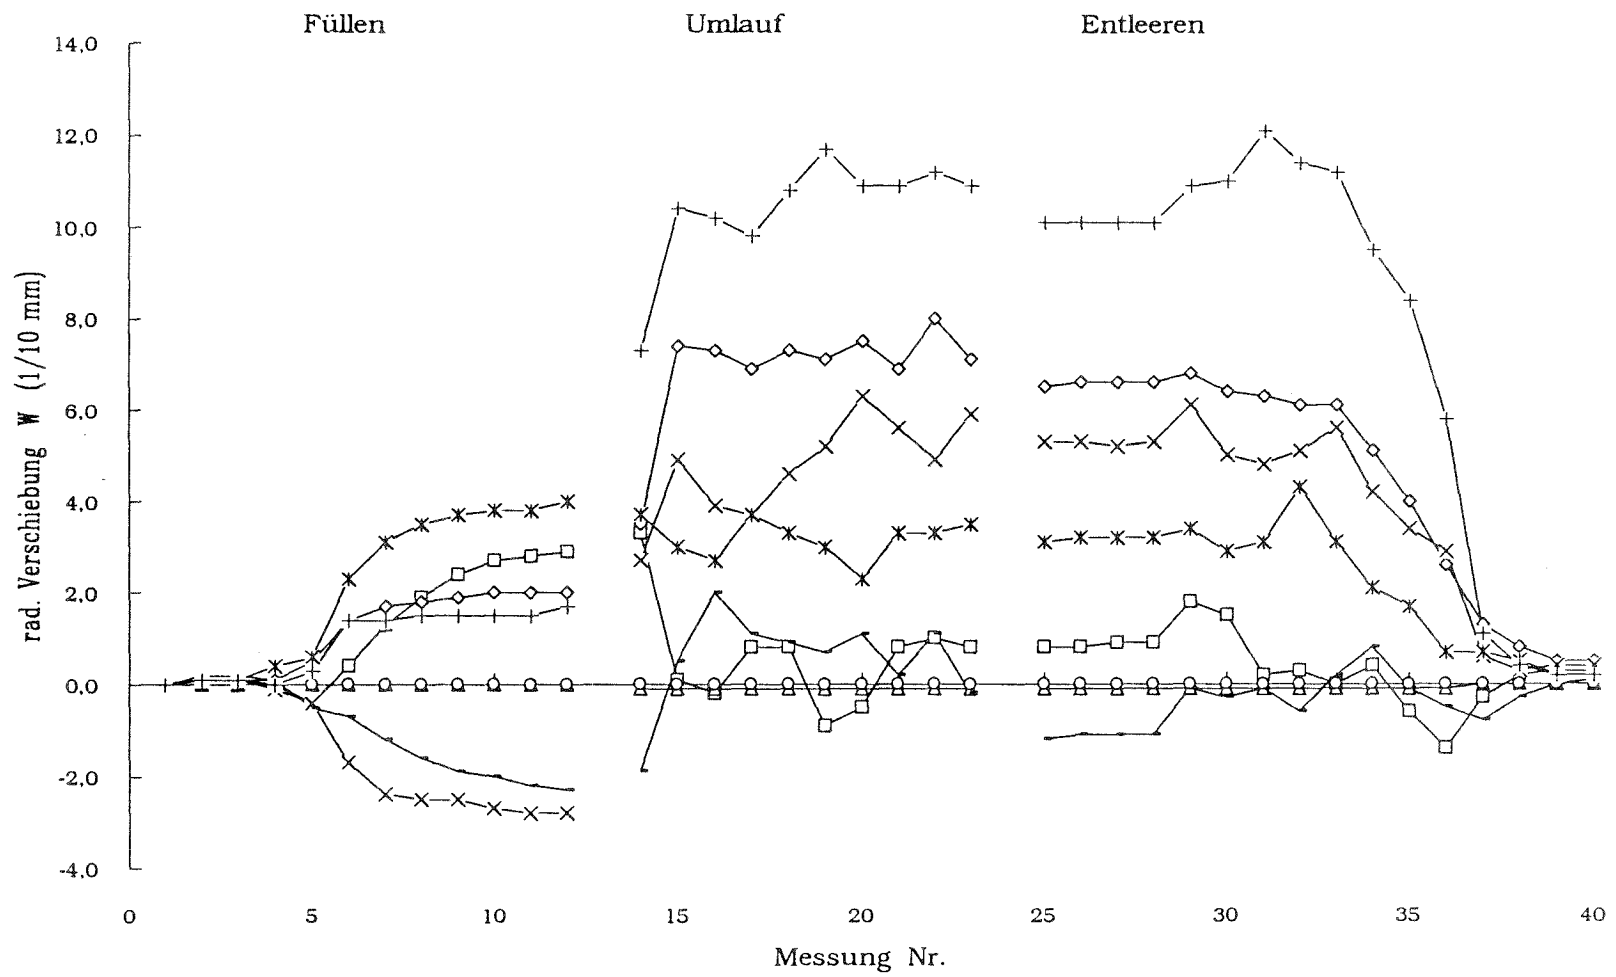 Füllen Umlauf Entleeren
14,0
12,0
10,0
8,0
6,0
4,0
2,0
0,0
-2,0
-4,0
rad. Verschiebung W (1/10 mm)
0 5 10 15 20 25 30 35 40
Messung Nr.